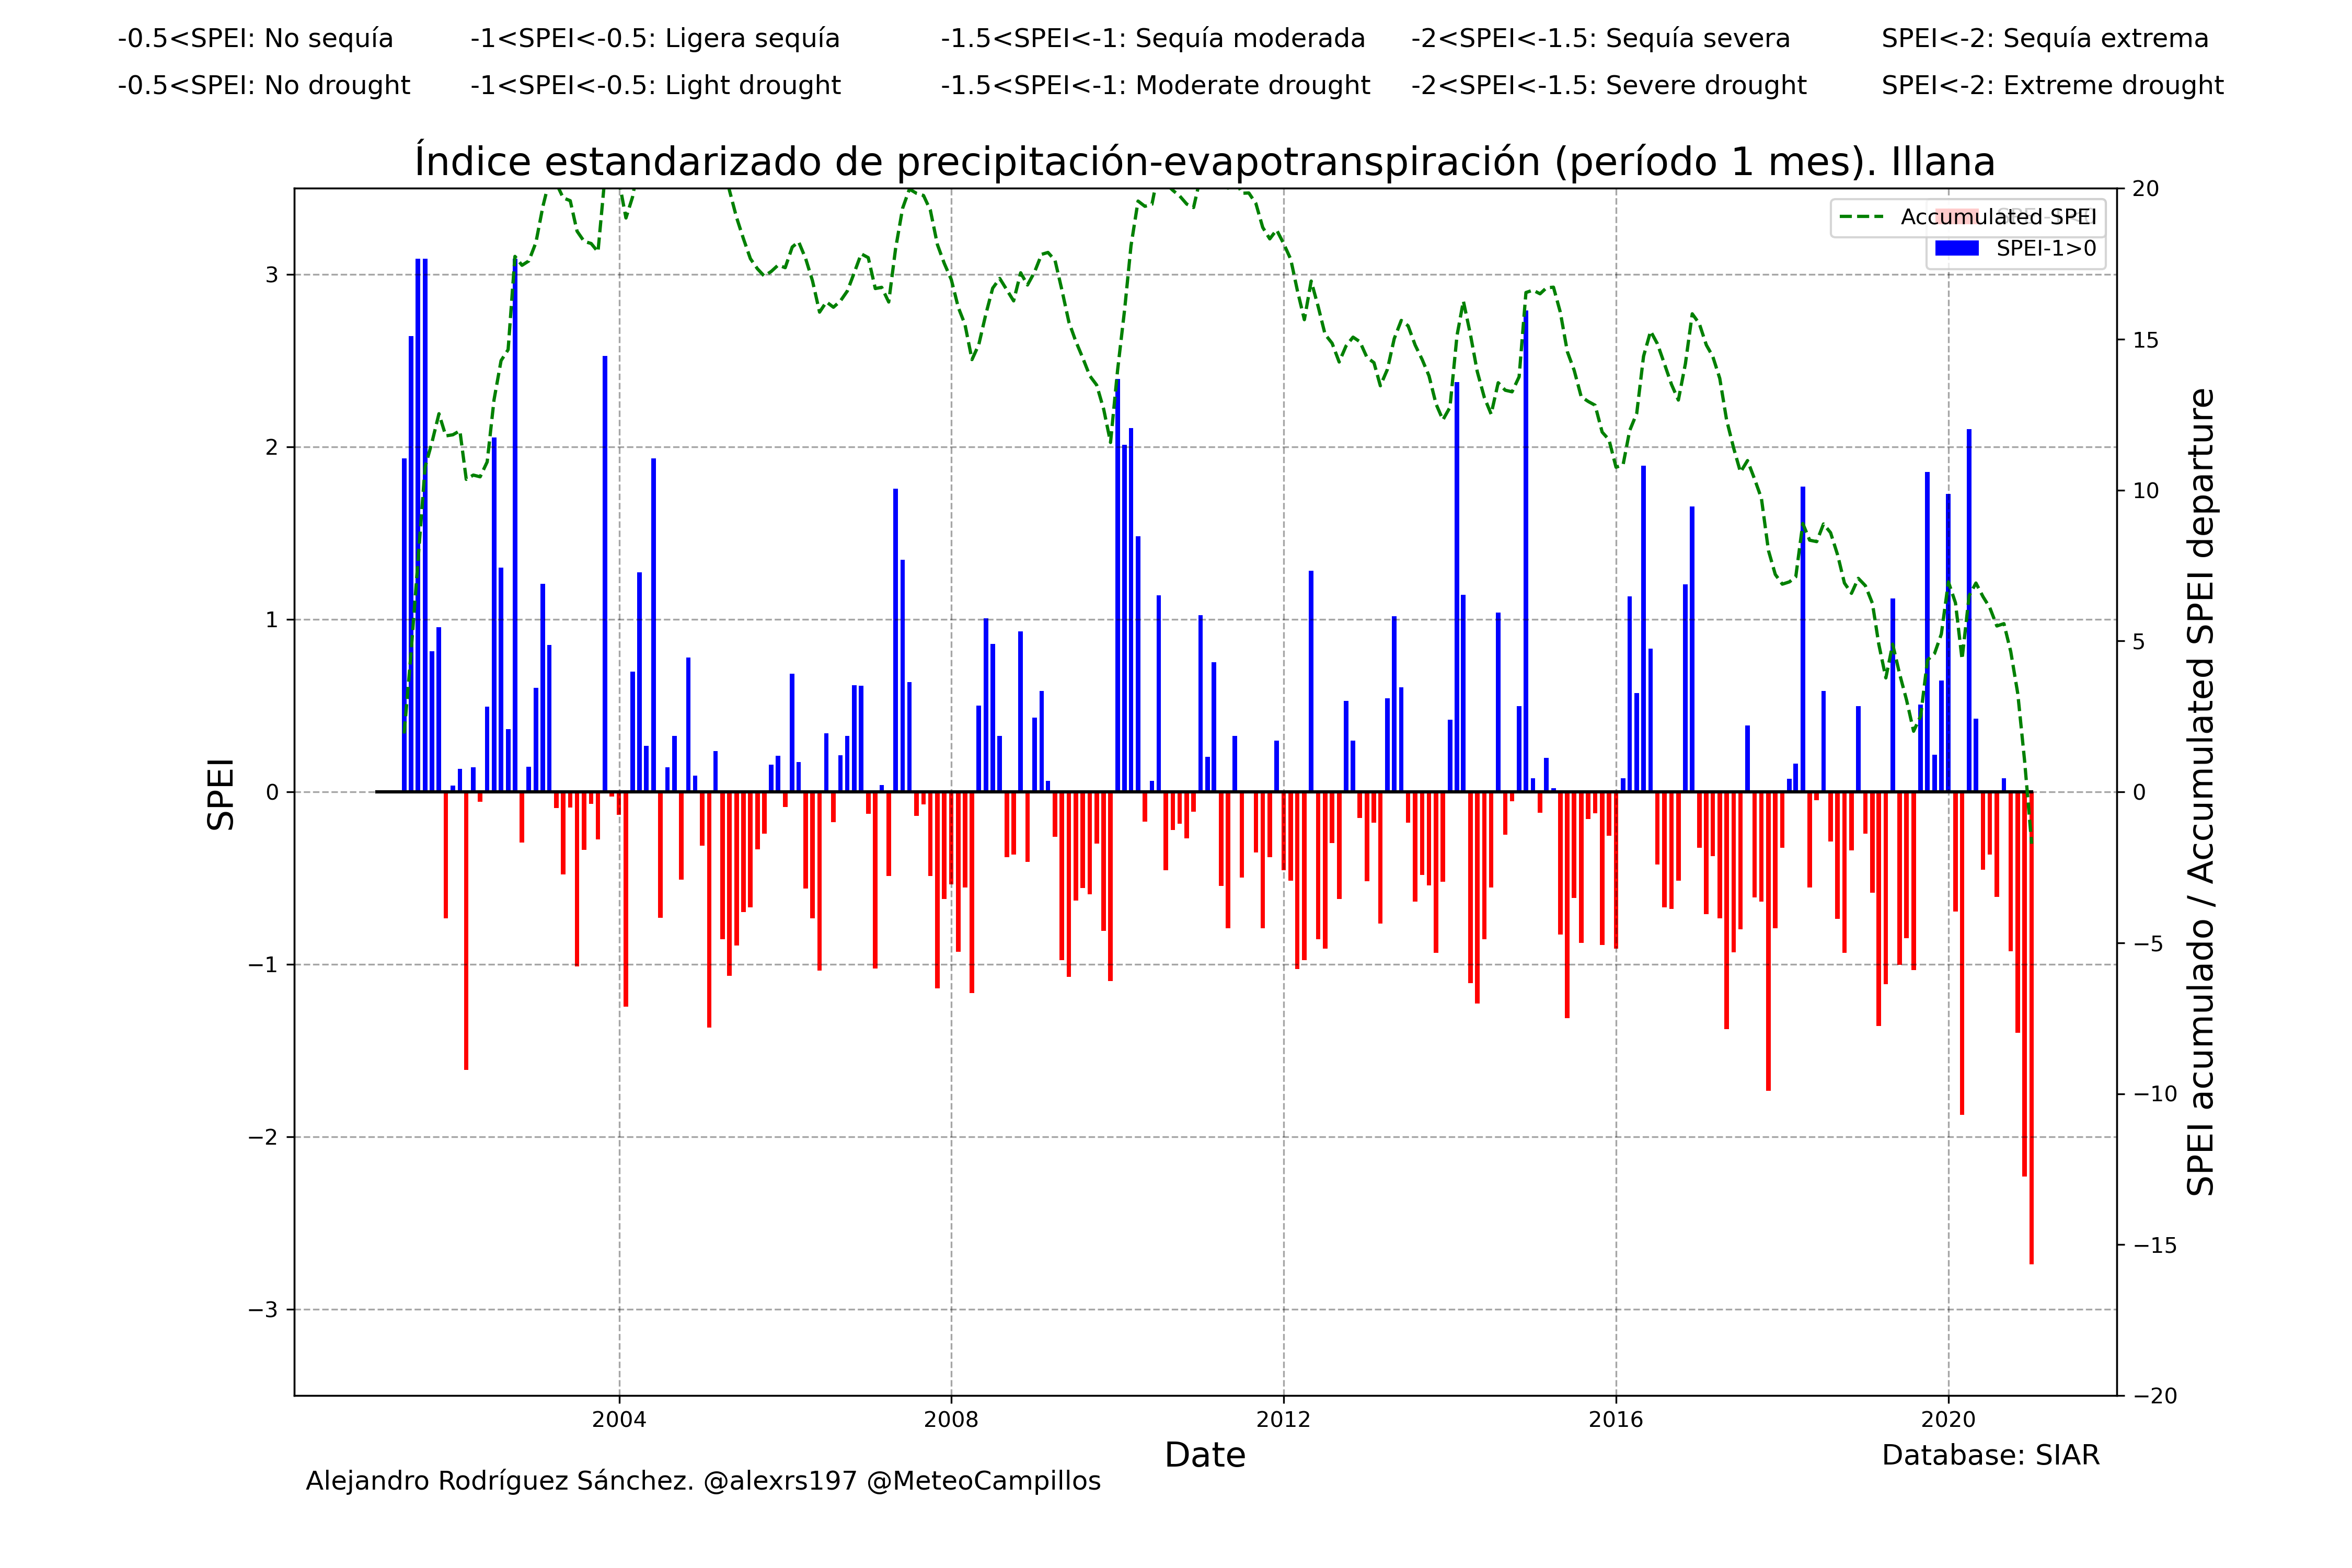 -0.5<SPEI: No sequía -1<SPEI<-0.5: Ligera sequía -1.5<SPEI<-1: Sequía moderada -2<SPEI<-1.5: Sequía severa SPEI<-2: Sequía extrema
-0.5<SPEI: No drought -1<SPEI<-0.5: Light drought -1.5<SPEI<-1: Moderate drought -2<SPEI<-1.5: Severe drought SPEI<-2: Extreme drought
Índice estandarizado de precipitación-evapotranspiración (período 1 mes). Illana
Accumulated SPEI
SPEI-1>0
SPEI
3
2
1
0
−1
−2
−3
20
15
10
5
0
−5
−10
−15
−20
SPEI acumulado / Accumulated SPEI departure
2004 2008 2012 2016 2020
Date
Database: SIAR
Alejandro Rodríguez Sánchez. @alexrs197 @MeteoCampillos